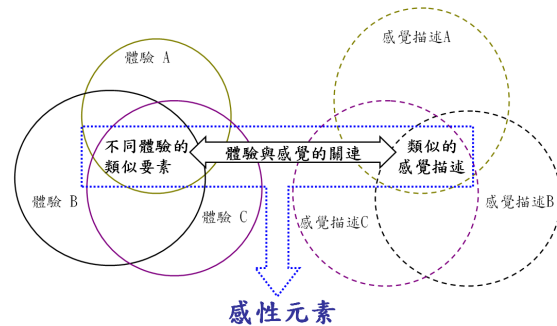 感覺描述A
體驗 A
不同體驗的
類似要素
體驗與感覺的關連
類似的
感覺描述
體驗 B
體驗 C
感覺描述C
感覺描述B
感性元素